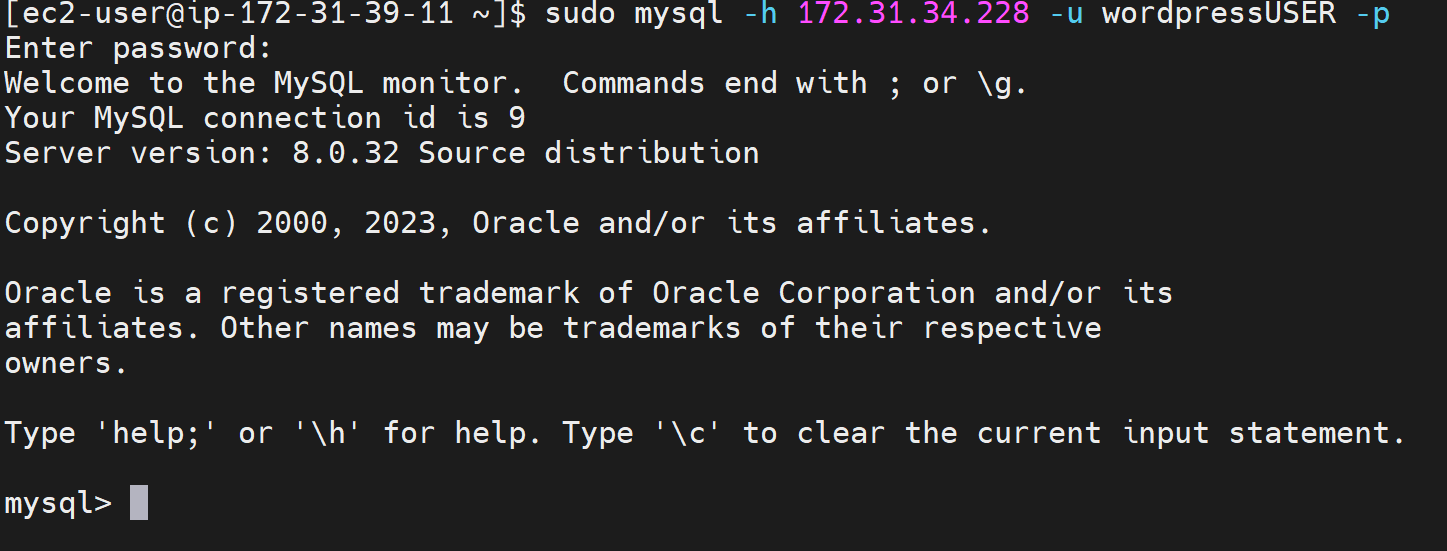 [ec2-user@ip-172-31-39-11 ~]$ sudo mysql -h 172.31.34.228 -u wordpressUSER -p
Enter password:
Welcome to the MySQL monitor.  Commands end with ; or \g.
Your MySQL connection id is 9
Server version: 8.0.32 Source distribution

Copyright (c) 2000, 2023, Oracle and/or its affiliates.

Oracle is a registered trademark of Oracle Corporation and/or its
affiliates. Other names may be trademarks of their respective
owners.

Type 'help;' or '\h' for help. Type '\c' to clear the current input statement.

mysql>